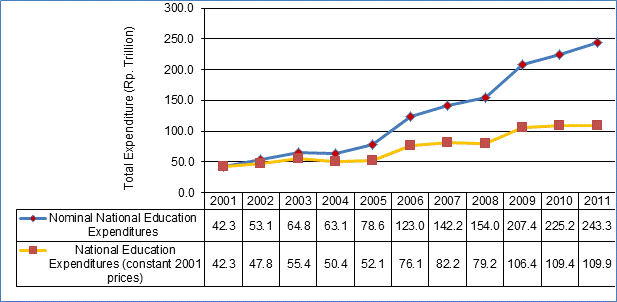 Total Expenditure (Rp. Trillion)
300.0
250.0
200.0
150.0
100.0
50.0
0.0
2001 2002 2003 2004 2005 2006 2007 2008 2009 2010 2011
Nominal National Education
Expenditures
42.3 53.1 64.8 63.1 78.6 123.0 142.2 154.0 207.4 225.2 243.3
National Education
Expenditures (constant 2001
prices)
42.3 47.8 55.4 50.4 52.1 76.1 82.2 79.2 106.4 109.4 109.9